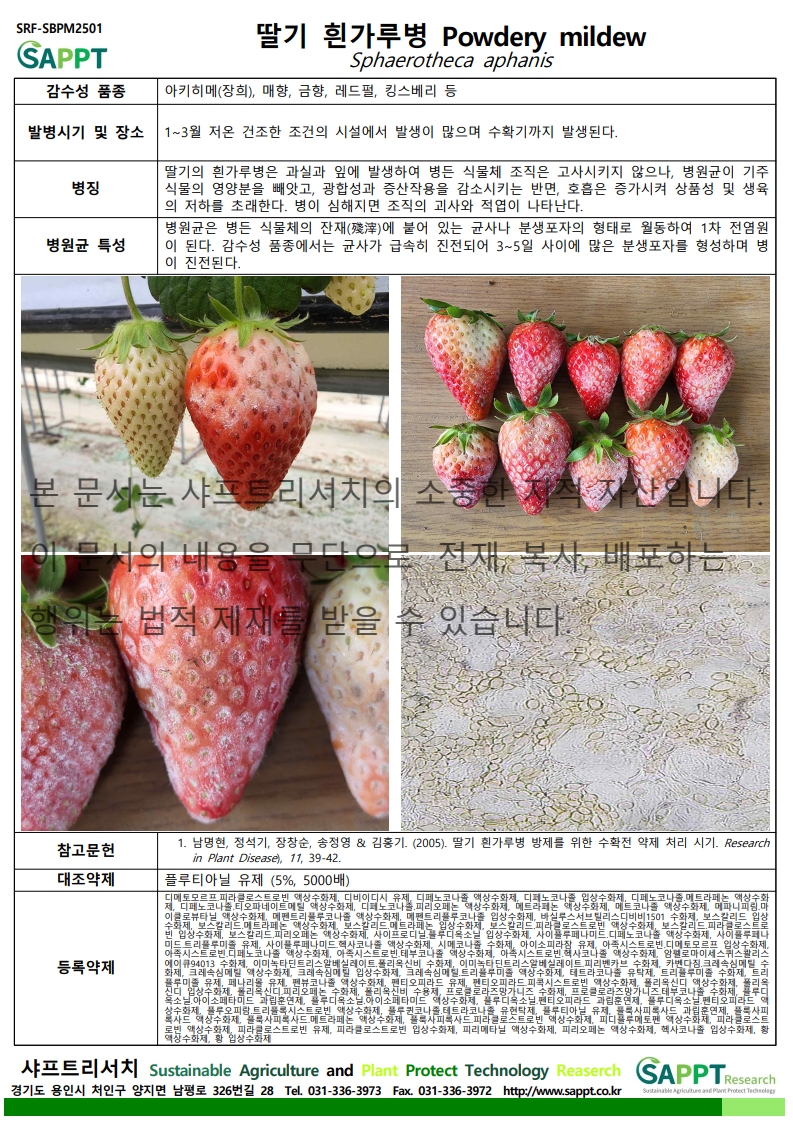 SRF-SBPM2501
SAPPT
딸기 흰가루병 Powdery mildew
Sphaerotheca aphanis
감수성 품종
아키히메(장희), 매향, 금향, 레드펄, 킹스베리 등
발병시기 및 장소
1~3월 저온 건조한 조건의 시설에서 발생이 많으며 수확기까지 발생된다.
병징
딸기의 흰가루병은 과실과 잎에 발생하여 병든 식물체 조직은 고사시키지 않으나, 병원균이 기주
식물의 영양분을 빼앗고, 광합성과 증산작용을 감소시키는 반면, 호흡은 증가시켜 상품성 및 생육
의 저하를 초래한다. 병이 심해지면 조직의 괴사와 적엽이 나타난다.
병원균 특성
병원균은 병든 식물체의 잔재(殘滓)에 붙어 있는 균사나 분생포자의 형태로 월동하여 1차 전염원
이 된다. 감수성 품종에서는 균사가 급속히 진전되어 3~5일 사이에 많은 분생포자를 형성하며 병
이 진전된다.
본 문서는 샤프트리서치의 소중한 지적 자산입니다.
이 문서의 내용을 무단으로 전재, 복사, 배포하는
행위는 법적 제재를 받을 수 있습니다.
참고문헌
1. 남명현, 정석기, 장창순, 송정영 & 김홍기. (2005). 딸기 흰가루병 방제를 위한 수확전 약제 처리 시기. Research
in Plant Disease), 11, 39-42.
대조약제
플루티아닐 유제 (5%, 5000배)
등록약제
디메토모르프.피라클로스트로빈 액상수화제, 디비이디시 유제, 디페노코나졸 액상수화제, 디페노코나졸 입상수화제, 디페노코나졸.메트라페논 액상수화
제, 디페노코나졸.티오파네이트메틸 액상수화제, 디페노코나졸.피리오페논 액상수화제, 메트라페논 액상수화제, 메트코나졸 액상수화제, 메파니피림.마
이클로뷰타닐 액상수화제, 메펜트리플루코나졸 액상수화제, 메펜트리플루코나졸 입상수화제, 바실루스서브틸리스디비비1501 수화제, 보스칼리드 입상
수화제, 보스칼리드.메트라페논 액상수화제, 보스칼리드.메트라페논 입상수화제, 보스칼리드.피라클로스트로빈 액상수화제, 보스칼리드.피라클로스트로
빈 입상수화제, 보스칼리드.피리오페논 액상수화제, 사이프로디닐.플루디옥소닐 입상수화제, 사이플루페나미드.디페노코나졸 액상수화제, 사이플루페나
미드.트리플루미졸 유제, 사이플루페나미드.헥사코나졸 액상수화제, 시메코나졸 수화제, 아이소피라잠 유제, 아족시스트로빈.디메토모르프 입상수화제,
아족시스트로빈.디페노코나졸 액상수화제, 아족시스트로빈.테부코나졸 액상수화제, 아족시스트로빈.헥사코나졸 액상수화제, 암펠로마이세스퀴스콸리스
에이큐94013 수화제, 이미녹타딘트리스알베실레이트.폴리옥신비 수화제, 이미녹타딘트리스알베실레이트.피리벤카브 수화제, 카벤다짐.크레속심메틸 수
화제, 크레속심메틸 액상수화제, 크레속심메틸 입상수화제, 크레속심메틸.트리플루미졸 액상수화제, 테트라코나졸 유탁제, 트리플루미졸 수화제, 트리
플루미졸 유제, 페나리몰 유제, 펜뷰코나졸 액상수화제, 펜티오피라드 유제, 펜티오피라드.피콕시스트로빈 액상수화제, 폴리옥신디 액상수화제, 폴리옥
신디 입상수화제, 폴리옥신디.피리오페논 수화제, 폴리옥신비 수용제, 프로클로라즈망가니즈 수화제, 프로클로라즈망가니즈.테부코나졸 수화제, 플루디
옥소닐.아이소페타미드 과립훈연제, 플루디옥소닐.아이소페타미드 액상수화제, 플루디옥소닐.펜티오피라드 과립훈연제, 플루디옥소닐.펜티오피라드 액
상수화제, 플루오피람.트리플록시스트로빈 액상수화제, 플루퀸코나졸.테트라코나졸 유현탁제, 플루티아닐 유제, 플룩사피록사드 과립훈연제, 플룩사피
록사드 액상수화제, 플룩사피록사드.메트라페논 액상수화제, 플룩사피록사드.피라클로스트로빈 액상수화제, 피디플루메토펜 액상수화제, 피라클로스트
로빈 액상수화제, 피라클로스트로빈 유제, 피라클로스트로빈 입상수화제, 피리메타닐 액상수화제, 피리오페논 액상수화제, 헥사코나졸 입상수화제, 황
액상수화제, 황 입상수화제
샤프트리서치 Sustainable Agriculture and Plant Protect Technology Reaserch
경기도 용인시 처인구 양지면 남평로 326번길 28 Tel. 031-336-3973 Fax. 031-336-3972 http://www.sappt.co.kr
SAPPT Research
Sustainable Agriculture and Plant Protect Technology